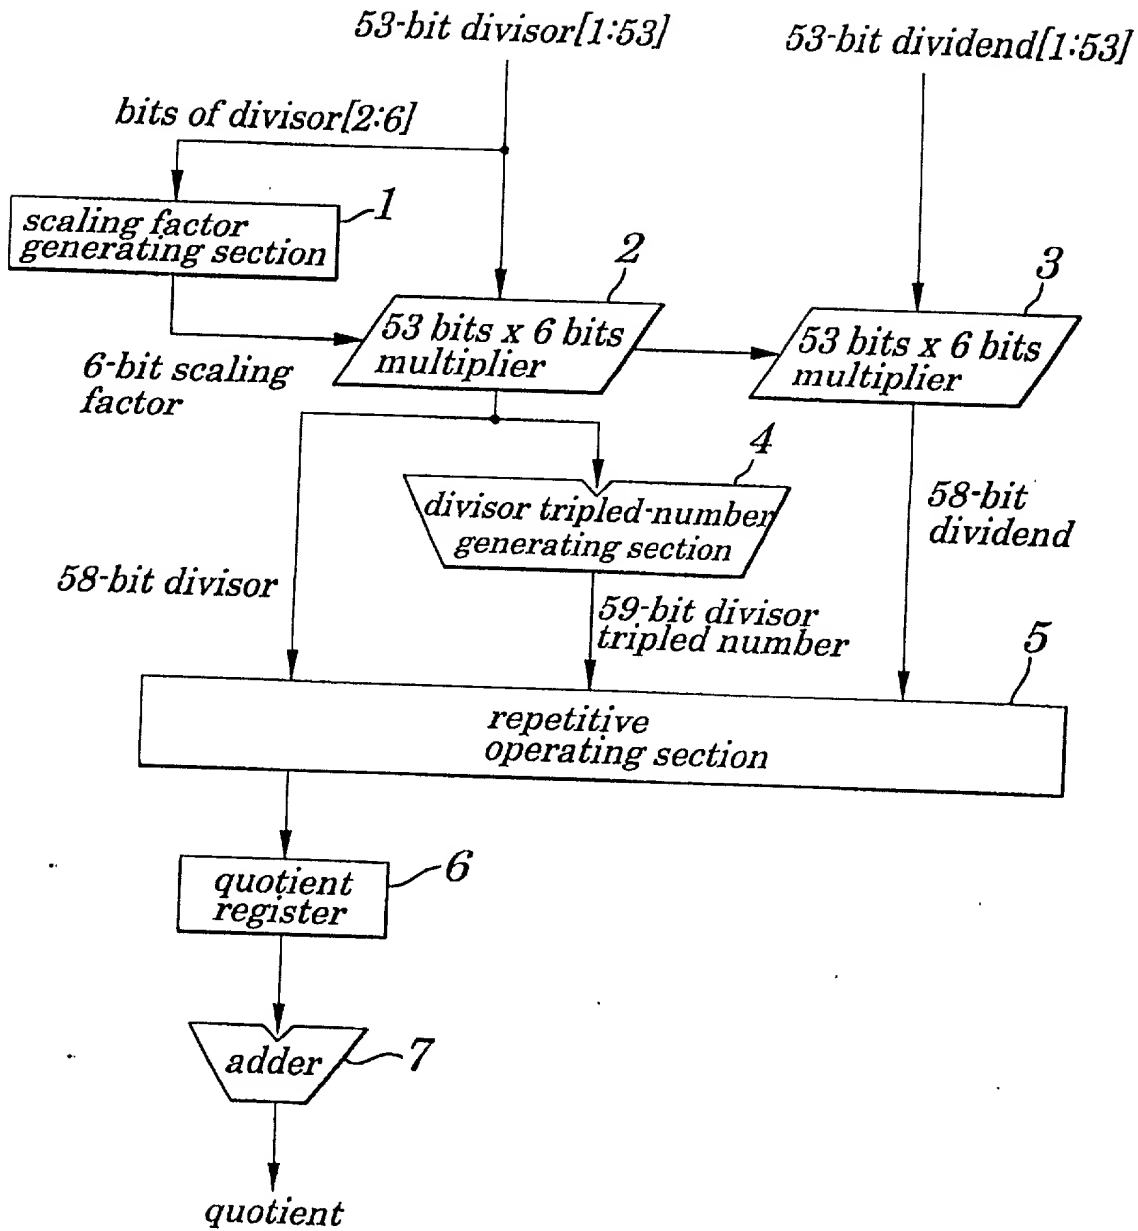 53-bit divisor[1:53]
53-bit dividend[1:53]
bits of divisor[2:6]
1
scaling factor
generating section
2
53 bits x 6 bits
multiplier
3
53 bits x 6 bits
multiplier
6-bit scaling
factor
4
divisor tripled-number
generating section
58-bit
dividend
58-bit divisor
59-bit divisor
tripled number
5
repetitive
operating section
6
quotient
register
7
adder
quotient